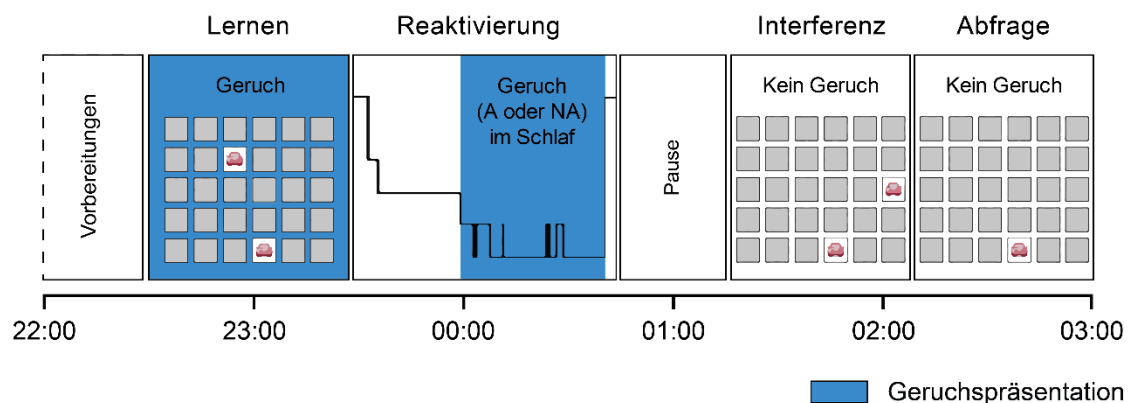 Lernen
Reaktivierung
Interferenz
Abfrage
Vorbereitungen
Geruch
Geruch
(A oder NA)
im Schlaf
Pause
Kein Geruch
Kein Geruch
22:00
23:00
00:00
01:00
02:00
03:00
Geruchspräsentation